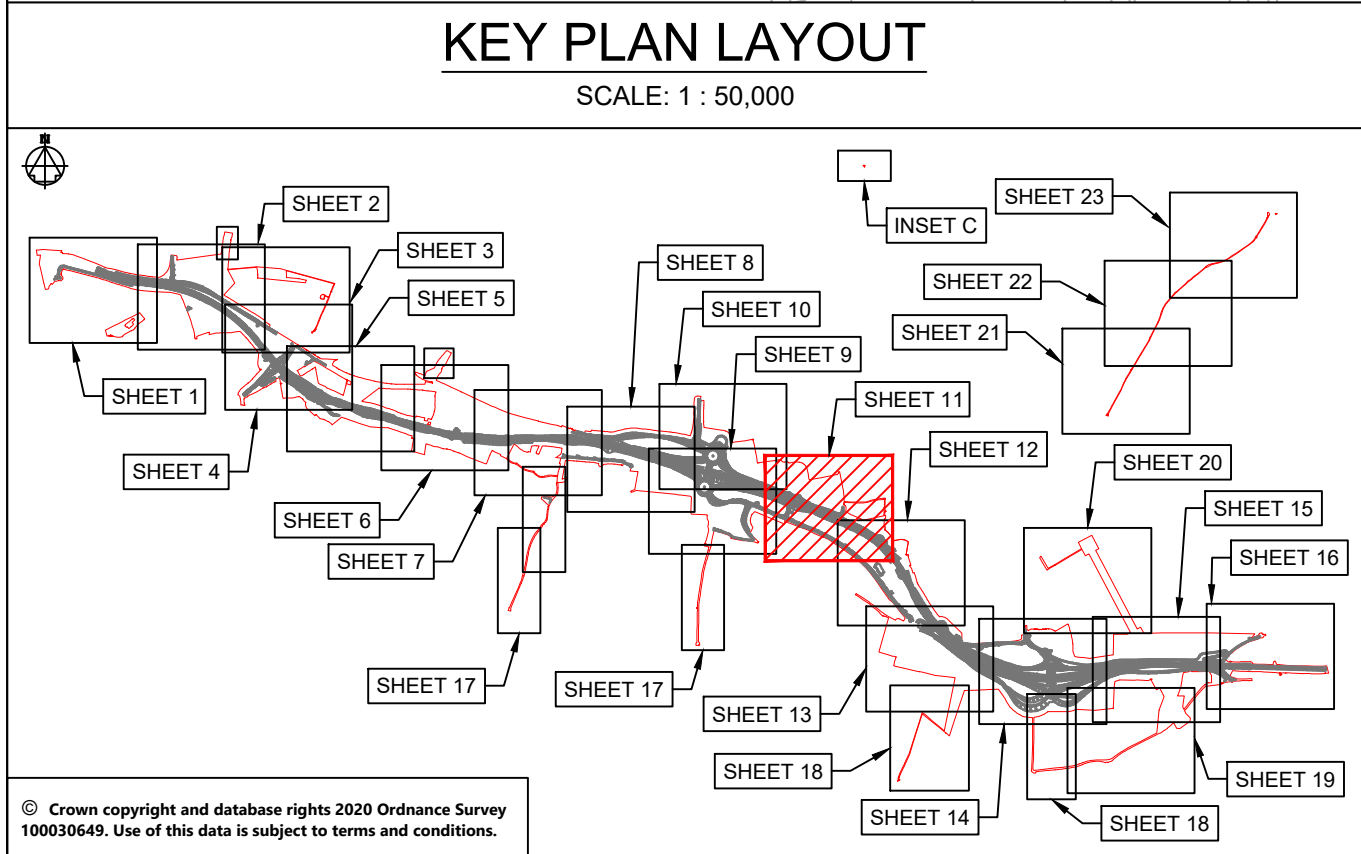 KEY PLAN LAYOUT
SCALE: 1 : 50,000
N
SHEET 2
SHEET 3
SHEET 5
SHEET 1
SHEET 4
SHEET 6
SHEET 7
SHEET 8
SHEET 10
SHEET 9
SHEET 11
SHEET 12
INSET C
SHEET 23
SHEET 22
SHEET 21
SHEET 20
SHEET 15
SHEET 16
SHEET 17
SHEET 17
SHEET 13
SHEET 18
SHEET 14
SHEET 18
SHEET 19
© Crown copyright and database rights 2020 Ordnance Survey
100030649. Use of this data is subject to terms and conditions.